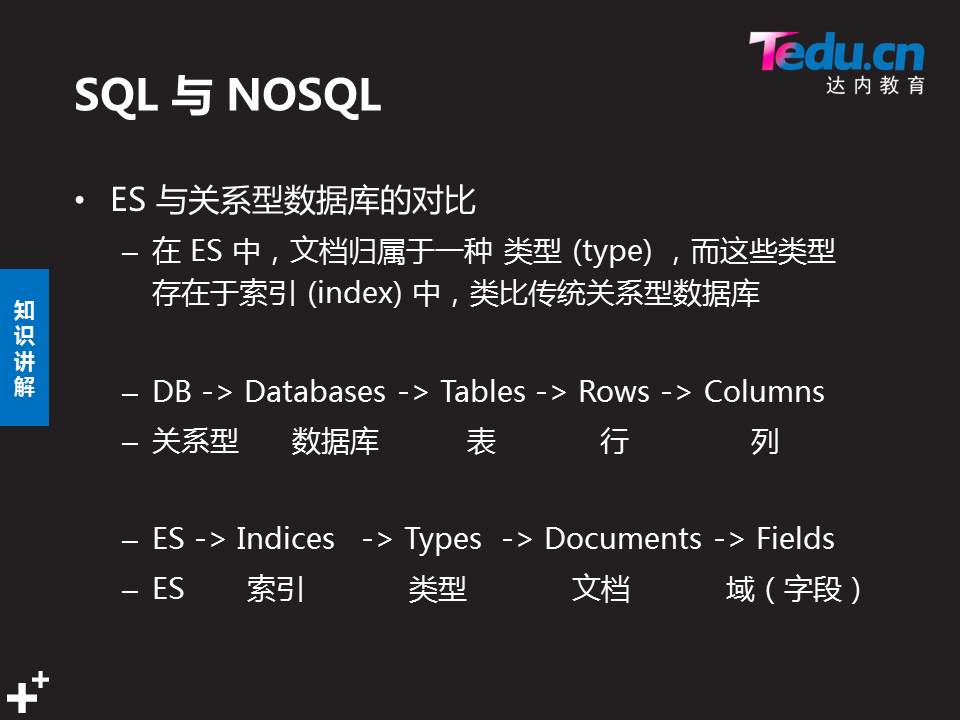 Tedu.cn
达内教育
SQL 与 NOSQL
• ES 与关系型数据库的对比
– 在 ES 中，文档归属于一种 类型 (type) ，而这些类型
存在于索引 (index) 中，类比传统关系型数据库
知识讲解
– DB -> Databases -> Tables -> Rows -> Columns
– 关系型 数据库 表 行 列
– ES -> Indices -> Types -> Documents -> Fields
– ES 索引 类型 文档 域（字段）